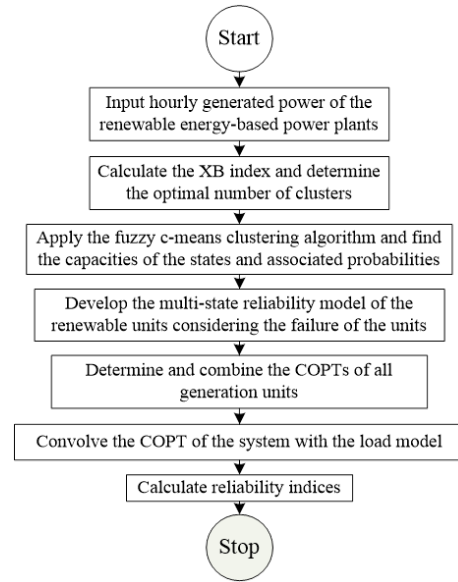 Start
Input hourly generated power of the
renewable energy-based power plants
Calculate the XB index and determine
the optimal number of clusters
Apply the fuzzy c-means clustering algorithm and find
the capacities of the states and associated probabilities
Develop the multi-state reliability model of the
renewable units considering the failure of the units
Determine and combine the COPTs of all
generation units
Convolve the COPT of the system with the load model
Calculate reliability indices
Stop